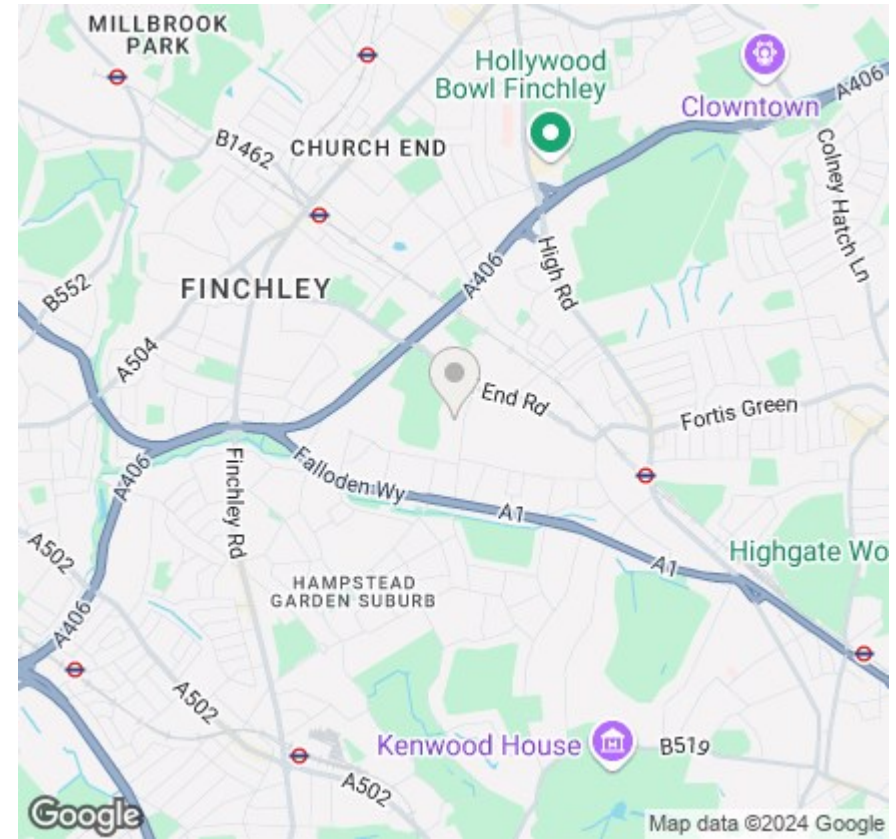 MILLBROOK
PARK
Hollywood
Bowl Finchley
Clowntown
A406
B1462
CHURCH END
Colney Hatch Ln
High Rd
A406
B552
FINCHLEY
A504
End Rd
Fortis Green
Finchley Rd
Falloden Wy
A406
A1
A502
A1
Highgate Wo
HAMPSTEAD
GARDEN SUBURB
A406
A502
Kenwood House
B519
A502
Google
Map data ©2024 Google